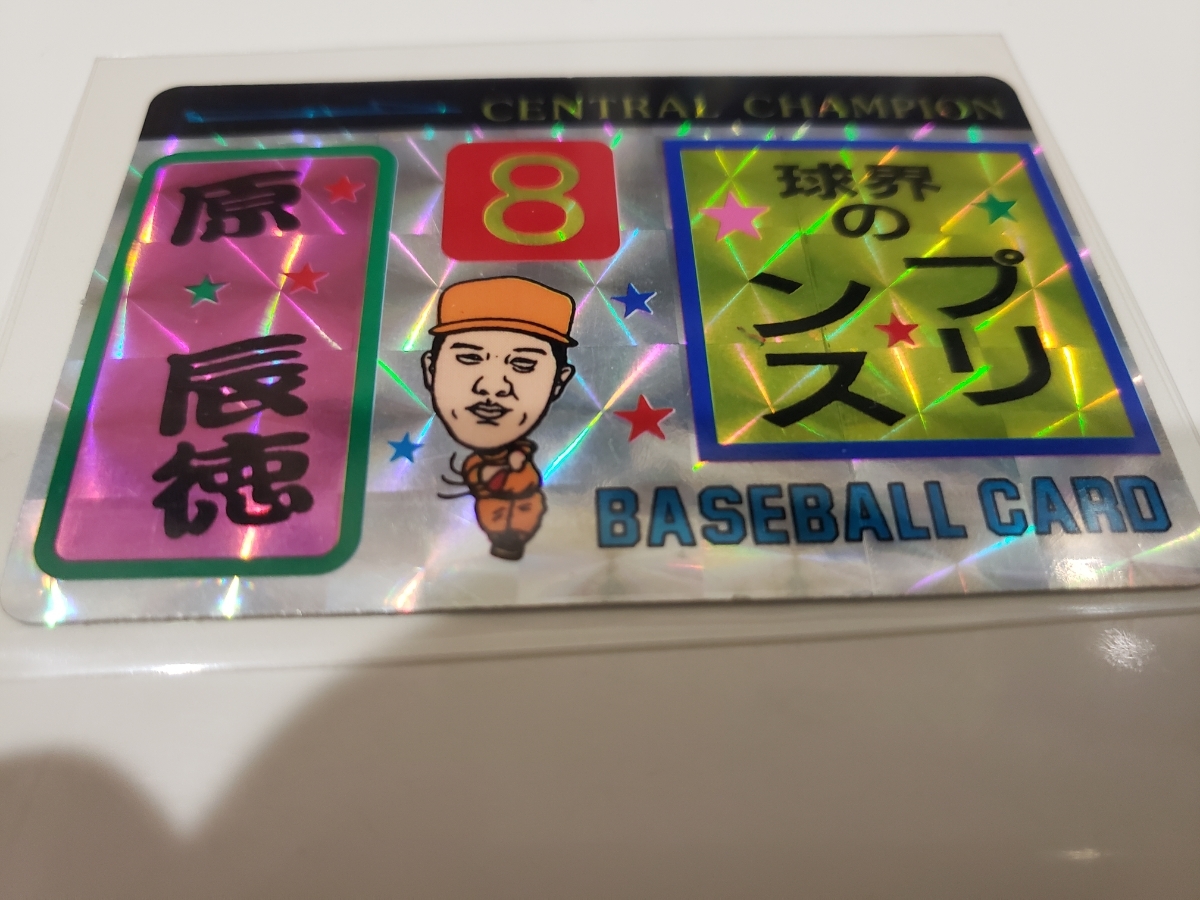 CENTRAL CHAMPION
原 辰徳
8
球界
の
プリ
ンス
BASEBALL CARD